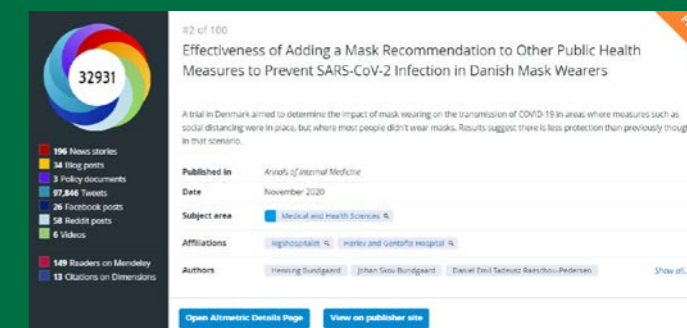 32931
196 News stories
34 Blog posts
3 Policy documents
97,846 Tweets
26 Facebook posts
58 Reddit posts
6 Videos
149 Readers on Mendeley
13 Citations on Dimensions
#2 of 100
Effectiveness of Adding a Mask Recommendation to Other Public Health
Measures to Prevent SARS-CoV-2 Infection in Danish Mask Wearers
A trial in Denmark aimed to determine the impact of mask wearing on the transmission of COVID-19 in areas where measures such as
social distancing were in place, but where most people didn't wear masks. Results suggest there is less protection than previously though
in that scenario.
Published in Annals of Internal Medicine
Date November 2020
Subject area Medical and Health Sciences
Affiliations Rigshospitalet Herlev and Gentofte Hospital
Authors Henning Bundgaard Johan Skov Bundgaard Daniel Emil Tadeusz Raaschou-Pedersen Show all...
Open Altmetric Details Page View on publisher site